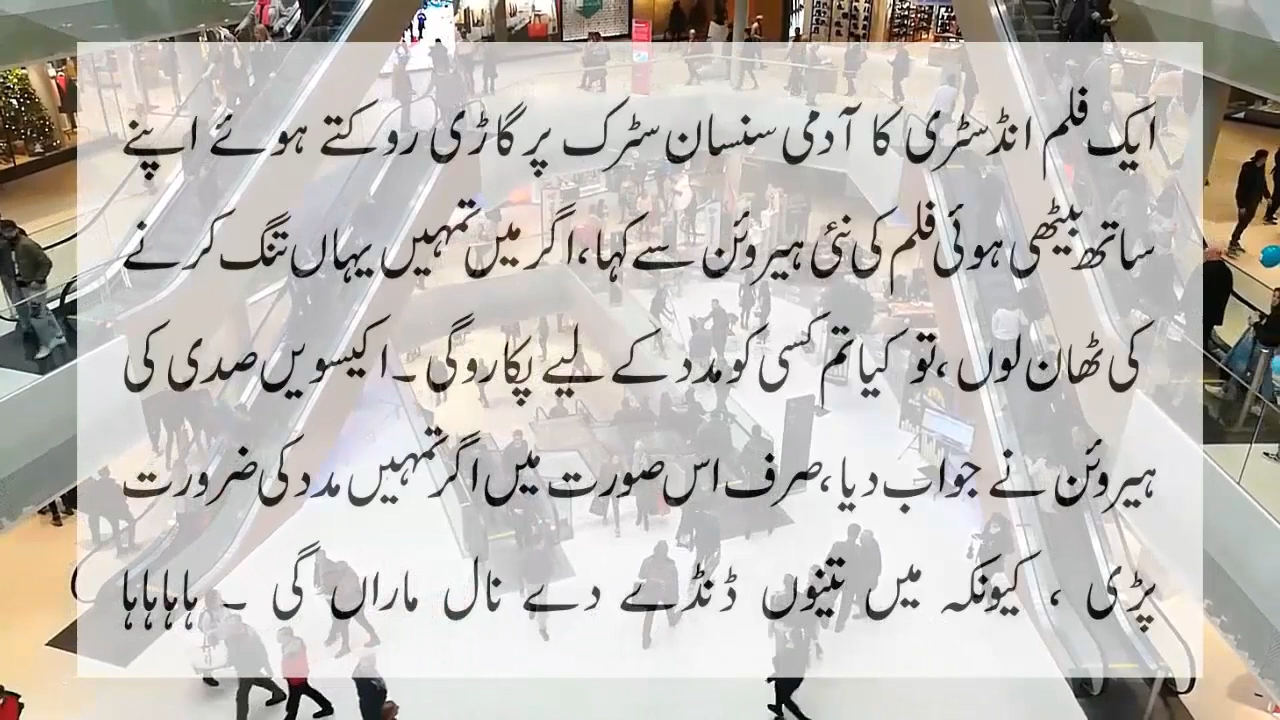 ایک فلم انڈسٹری کا آدمی سنسان سڑک پر گاڑی روکتے ہوئے اپنے
ساتھ بیٹھی ہوئی فلم کی نئی ہیروئن سے کہا، اگر میں تمہیں یہاں تنگ کرنے
کی ٹھان لوں، تو کیا تم کسی کو مدد کے لیے پکارو گی۔ اکیسویں صدی کی
ہیروئن نے جواب دیا، صرف اس صورت میں اگر تمہیں مدد کی ضرورت
پڑی ، کیونکہ میں تینوں ڈنڈے دے نال ماراں گی ۔ ہاہاہاہا